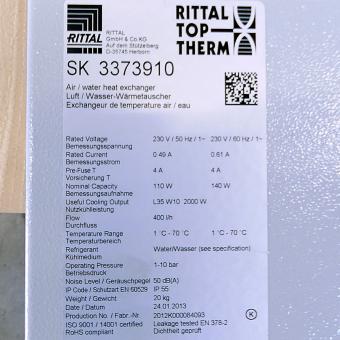 RITTAL
RITTAL
GmbH & Co.KG
Auf dem Stützelberg
D-35745 Herborn
RITTAL
TOP
THERM
SK 3373910
Air / water heat exchanger
Luft / Wasser-Wärmetauscher
Exchangeur de temperature air / eau
Rated Voltage 230 V / 50 Hz / 1~ 230 V / 60 Hz / 1~
Bemessungsspannung
Rated Current 0.49 A 0.61 A
Bemessungsstrom
Pre-Fuse T 4 A 4 A
Vorsicherung T
Nominal Capacity 110 W 140 W
Bemessungsleistung
Useful Cooling Output L35 W10 2000 W
Nutzkühlleistung
Flow 400 l/h
Durchfluss
Temperature Range 1 °C - 70 °C 1 °C - 70 °C
Temperaturbereich
Refrigerant Water/Wasser (see specification)
Kühlmedium
Operating Pressure 1-10 bar
Betriebsdruck
Noise Level / Geräuschpegel 50 dB(A)
IP Code / Schutzart EN 60529 IP 55
Weight / Gewicht 20 kg
Date / Datum 24.01.2013
Production No / Fabr.-Nr. 2012K000084093 K
ISO 9001 / 14001 certified Leakage tested EN 378-2
RoHS compliant Dichtheit geprüft